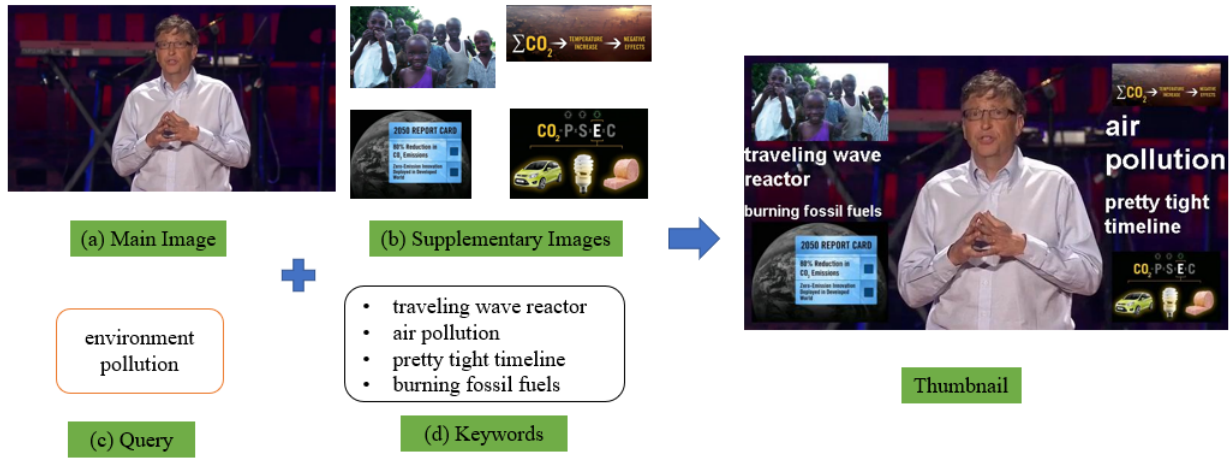 ∑CO₂ → TEMPERATURE INCREASE → NEGATIVE EFFECTS
2050 REPORT CARD
80% Reduction in
CO₂ Emissions
Zero-Emission Innovation
Deployed in Developed
World
CO₂·P·S·E·C
(a) Main Image
(b) Supplementary Images
environment
pollution
(c) Query
• traveling wave reactor
• air pollution
• pretty tight timeline
• burning fossil fuels
(d) Keywords
∑CO₂ → TEMPERATURE INCREASE → NEGATIVE EFFECTS
traveling wave
reactor
burning fossil fuels
air
pollution
pretty tight
timeline
2050 REPORT CARD
80% Reduction in
CO₂ Emissions
Zero-Emission Innovation
Deployed in Developed
World
CO₂·P·S·E·C
Thumbnail